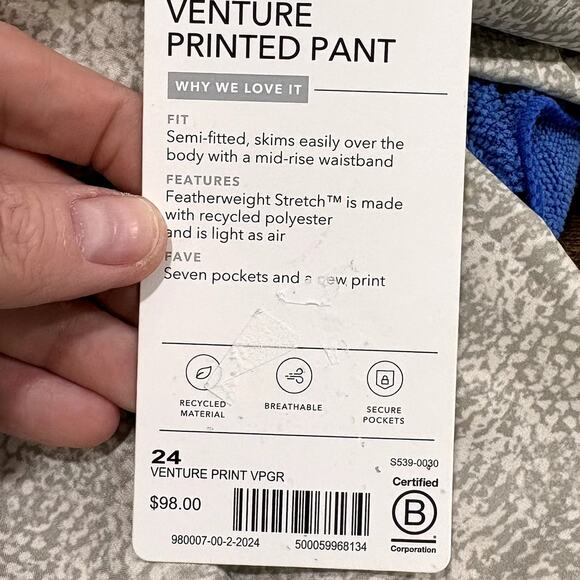 VENTURE
PRINTED PANT
WHY WE LOVE IT
FIT
Semi-fitted, skims easily over the
body with a mid-rise waistband
FEATURES
Featherweight Stretch™ is made
with recycled polyester
and is light as air
FAVE
Seven pockets and a new print
RECYCLED
MATERIAL
BREATHABLE
SECURE
POCKETS
24
VENTURE PRINT VPGR
$98.00
980007-00-2-2024
500059968134
S539-0030
Certified
B
Corporation